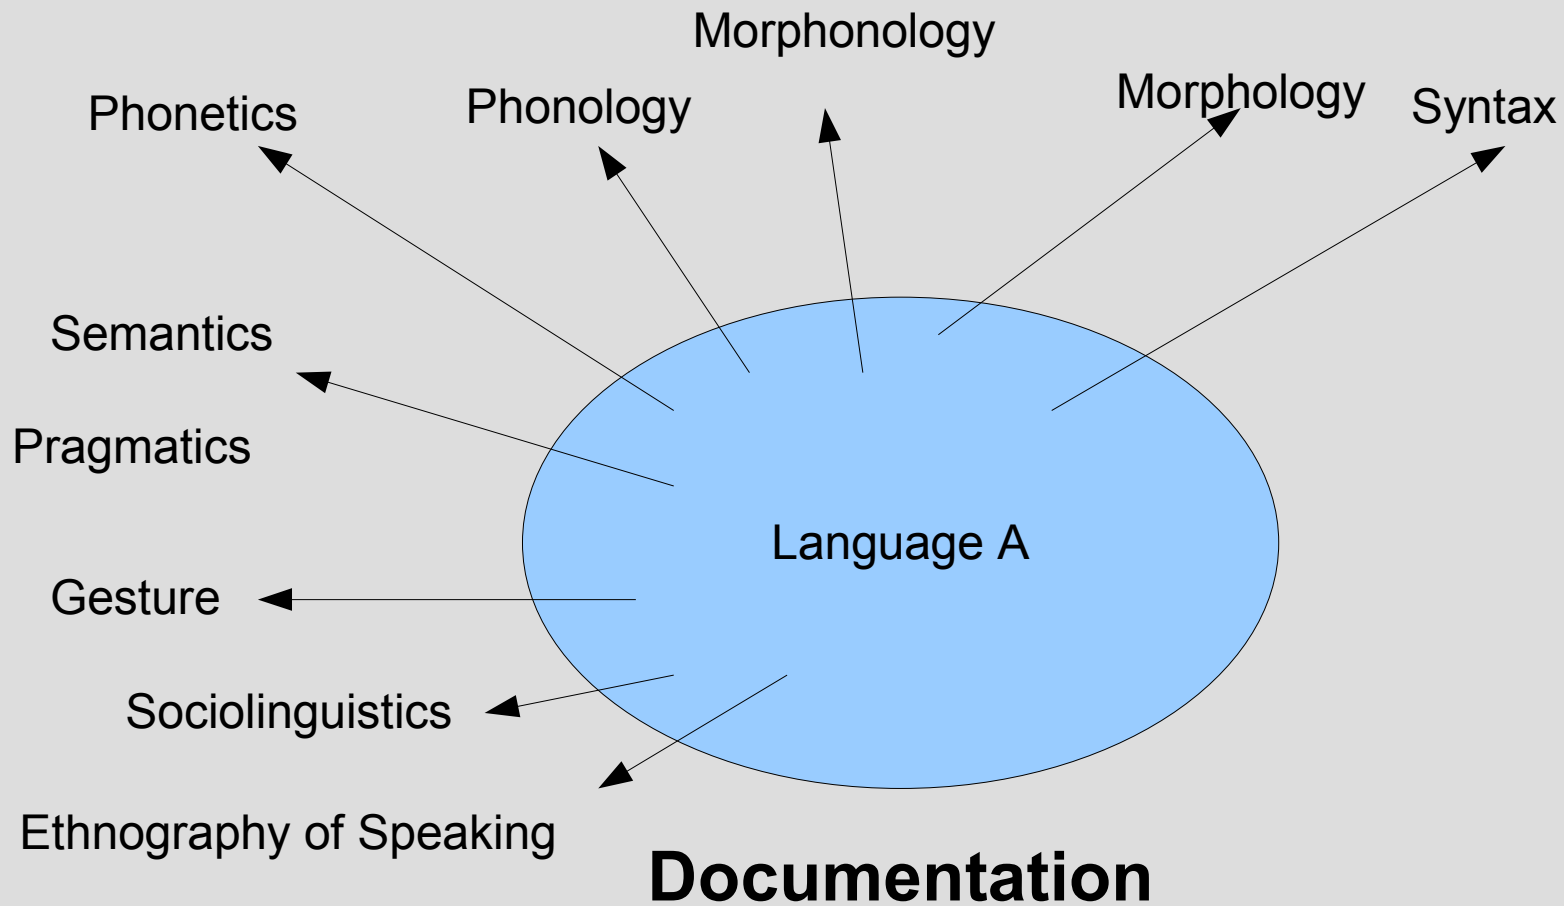 Morphonology
Phonetics
Phonology
Morphology
Syntax
Semantics
Pragmatics
Language A
Gesture
Sociolinguistics
Ethnography of Speaking
Documentation